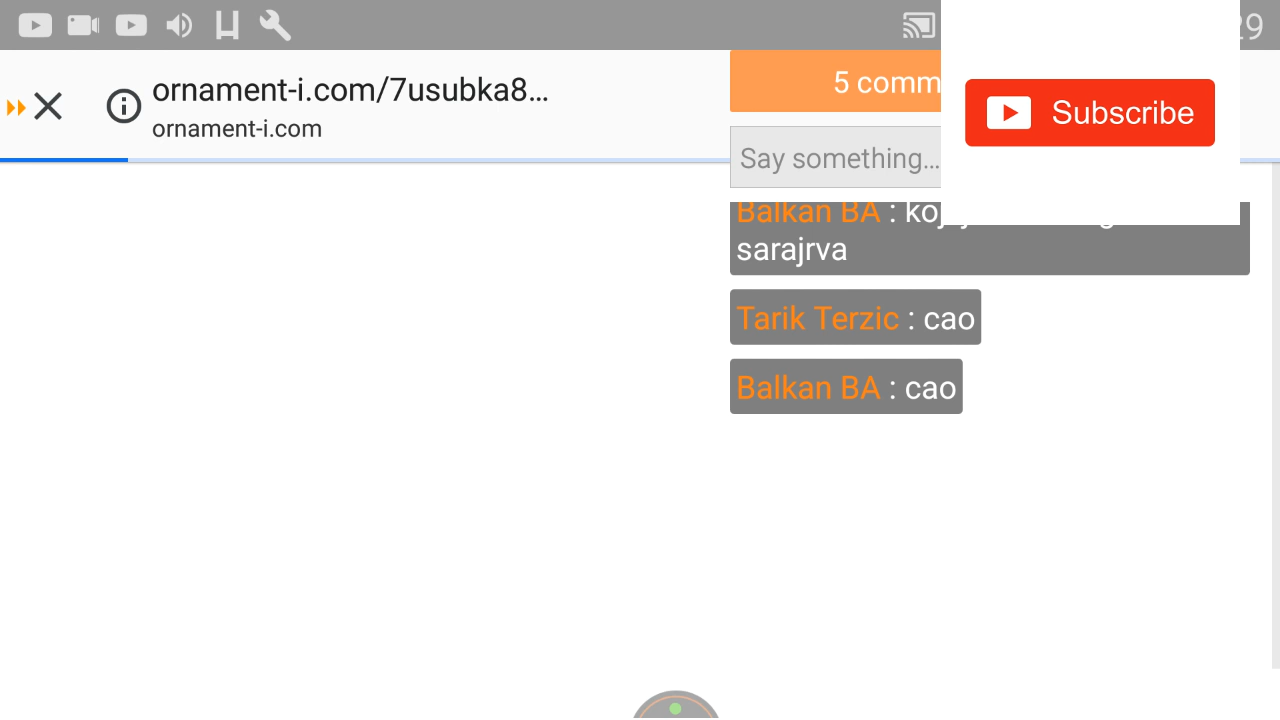 29
ornament-i.com/7usubka8...
ornament-i.com
5 comm
Subscribe
Say something...
Balkan BA :
sarajrva
Tarik Terzic : cao
Balkan BA : cao